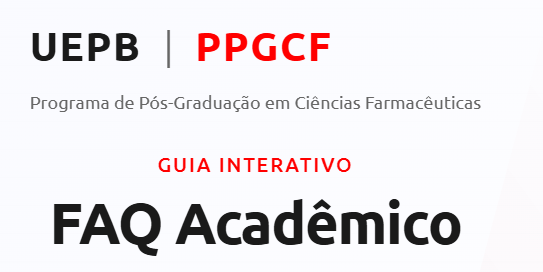 UEPB | PPGCF
Programa de Pós-Graduação em Ciências Farmacêuticas
GUIA INTERATIVO
FAQ Acadêmico